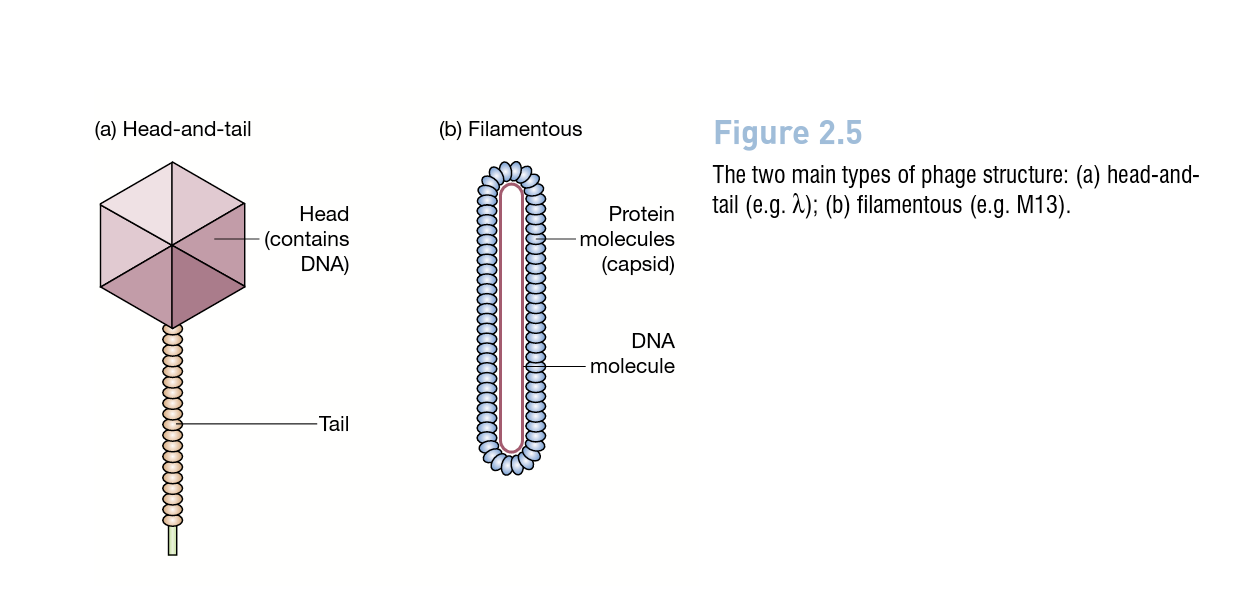 (a) Head-and-tail
Head
(contains
DNA)
Tail
(b) Filamentous
Protein
molecules
(capsid)
DNA
molecule
Figure 2.5
The two main types of phage structure: (a) head-and-
tail (e.g. λ); (b) filamentous (e.g. M13).